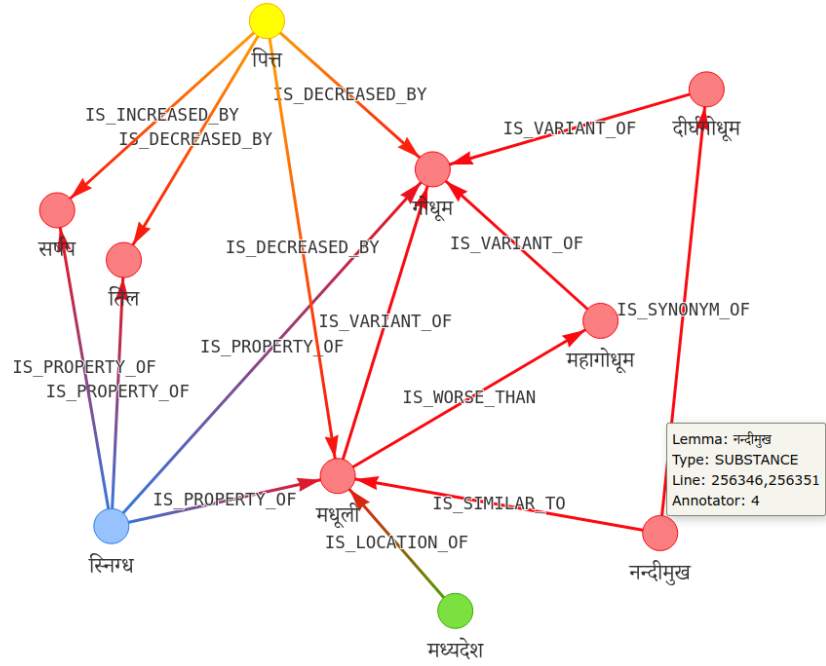 पित्त
IS_DECREASED_BY
दीर्घगोधूम
IS_INCREASED_BY
IS_DECREASED_BY
IS_VARIANT_OF
गोधूम
सर्षप
IS_DECREASED_BY
IS_VARIANT_OF
तिल
IS_VARIANT_OF
IS_SYNONYM_OF
IS_PROPERTY_OF
महागोधूम
IS_PROPERTY_OF
IS_PROPERTY_OF
IS_WORSE_THAN
Lemma: नन्दीमुख
Type: SUBSTANCE
Line: 256346,256351
Annotator: 4
IS_PROPERTY_OF
मधूली
IS_SIMILAR_TO
स्निग्ध
IS_LOCATION_OF
नन्दीमुख
मध्यदेश